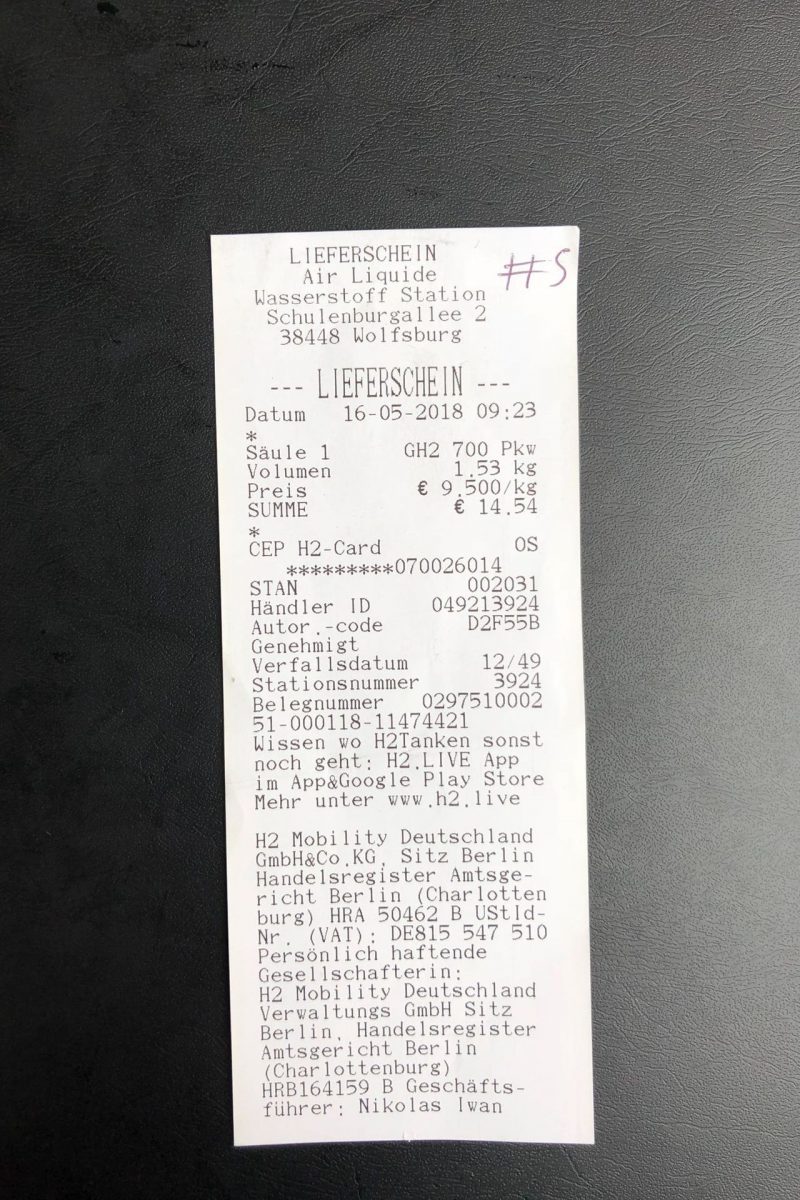 LIEFERSCHEIN
#5
Air Liquide
Wasserstoff Station
Schulenburgallee 2
38448 Wolfsburg
--- LIEFERSCHEIN ---
Datum 16-05-2018 09:23
*
Säule 1 GH2 700 Pkw
Volumen 1.53 kg
Preis € 9.500/kg
SUMME € 14.54
*
CEP H2-Card OS
*********070026014
STAN 002031
Händler ID 049213924
Autor.-code D2F55B
Genehmigt
Verfallsdatum 12/49
Stationsnummer 3924
Belegnummer 0297510002
51-000118-11474421
Wissen wo H2Tanken sonst
noch geht: H2.LIVE App
im App&Google Play Store
Mehr unter www.h2.live
H2 Mobility Deutschland
GmbH&Co.KG, Sitz Berlin
Handelsregister Amtsge-
richt Berlin (Charlotten
burg) HRA 50462 B UStId-
Nr. (VAT): DE815 547 510
Persönlich haftende
Gesellschafterin:
H2 Mobility Deutschland
Verwaltungs GmbH Sitz
Berlin, Handelsregister
Amtsgericht Berlin
(Charlottenburg)
HRB164159 B Geschäfts-
führer: Nikolas Iwan